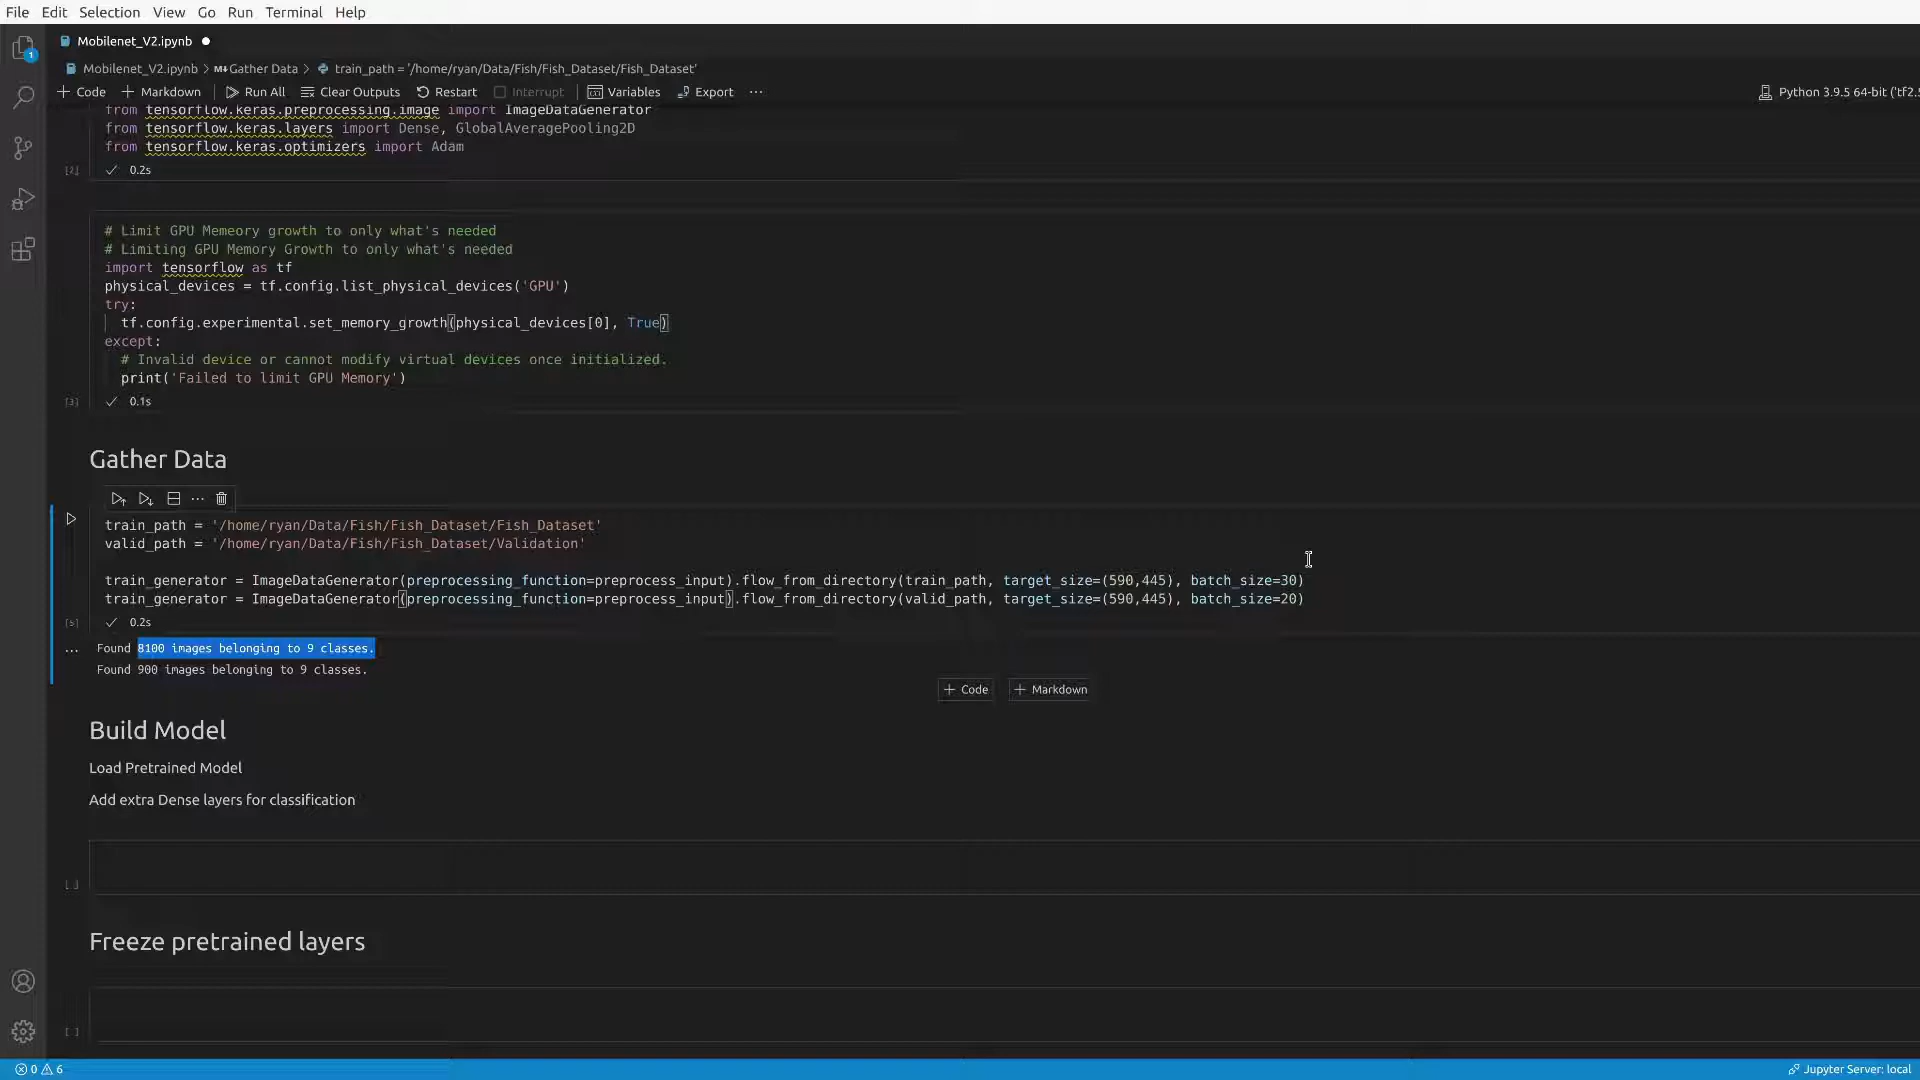 File Edit Selection View Go Run Terminal Help
Mobilenet_V2.ipynb
Mobilenet_V2.ipynb > M↓Gather Data > train_path = '/home/ryan/Data/Fish/Fish_Dataset/Fish_Dataset'
+ Code + Markdown Run All Clear Outputs Restart Interrupt Variables Export ... Python 3.9.5 64-bit ('tf2.5
from tensorflow.keras.preprocessing.image import ImageDataGenerator
from tensorflow.keras.layers import Dense, GlobalAveragePooling2D
from tensorflow.keras.optimizers import Adam
[2] 0.2s
# Limit GPU Memeory growth to only what's needed
# Limiting GPU Memory Growth to only what's needed
import tensorflow as tf
physical_devices = tf.config.list_physical_devices('GPU')
try:
tf.config.experimental.set_memory_growth(physical_devices[0], True)
except:
# Invalid device or cannot modify virtual devices once initialized.
print('Failed to limit GPU Memory')
[3] 0.1s
Gather Data
train_path = '/home/ryan/Data/Fish/Fish_Dataset/Fish_Dataset'
valid_path = '/home/ryan/Data/Fish/Fish_Dataset/Validation'
train_generator = ImageDataGenerator(preprocessing_function=preprocess_input).flow_from_directory(train_path, target_size=(590,445), batch_size=30)
train_generator = ImageDataGenerator(preprocessing_function=preprocess_input).flow_from_directory(valid_path, target_size=(590,445), batch_size=20)
[5] 0.2s
... Found 8100 images belonging to 9 classes.
Found 900 images belonging to 9 classes.
+ Code + Markdown
Build Model
Load Pretrained Model
Add extra Dense layers for classification
[ ]
Freeze pretrained layers
[ ]
0 6 Jupyter Server: local